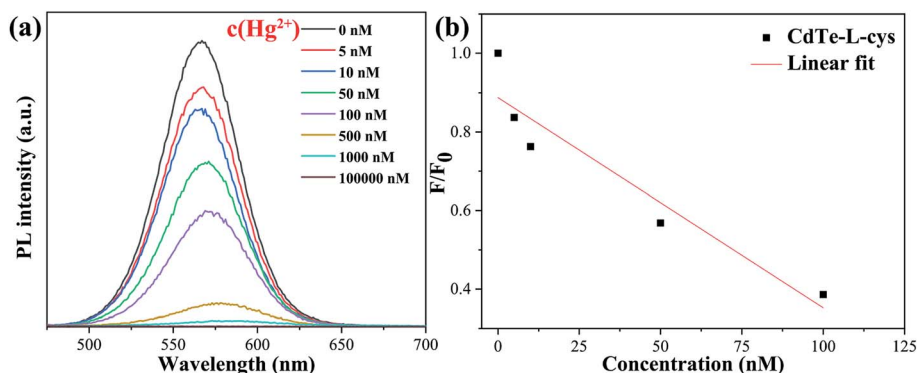 (a)
c(Hg²⁺)
0 nM
5 nM
10 nM
50 nM
100 nM
500 nM
1000 nM
100000 nM
PL intensity (a.u.)
500 550 600 650 700
Wavelength (nm)
(b)
CdTe-L-cys
Linear fit
F/F₀
1.0
0.8
0.6
0.4
0 25 50 75 100 125
Concentration (nM)